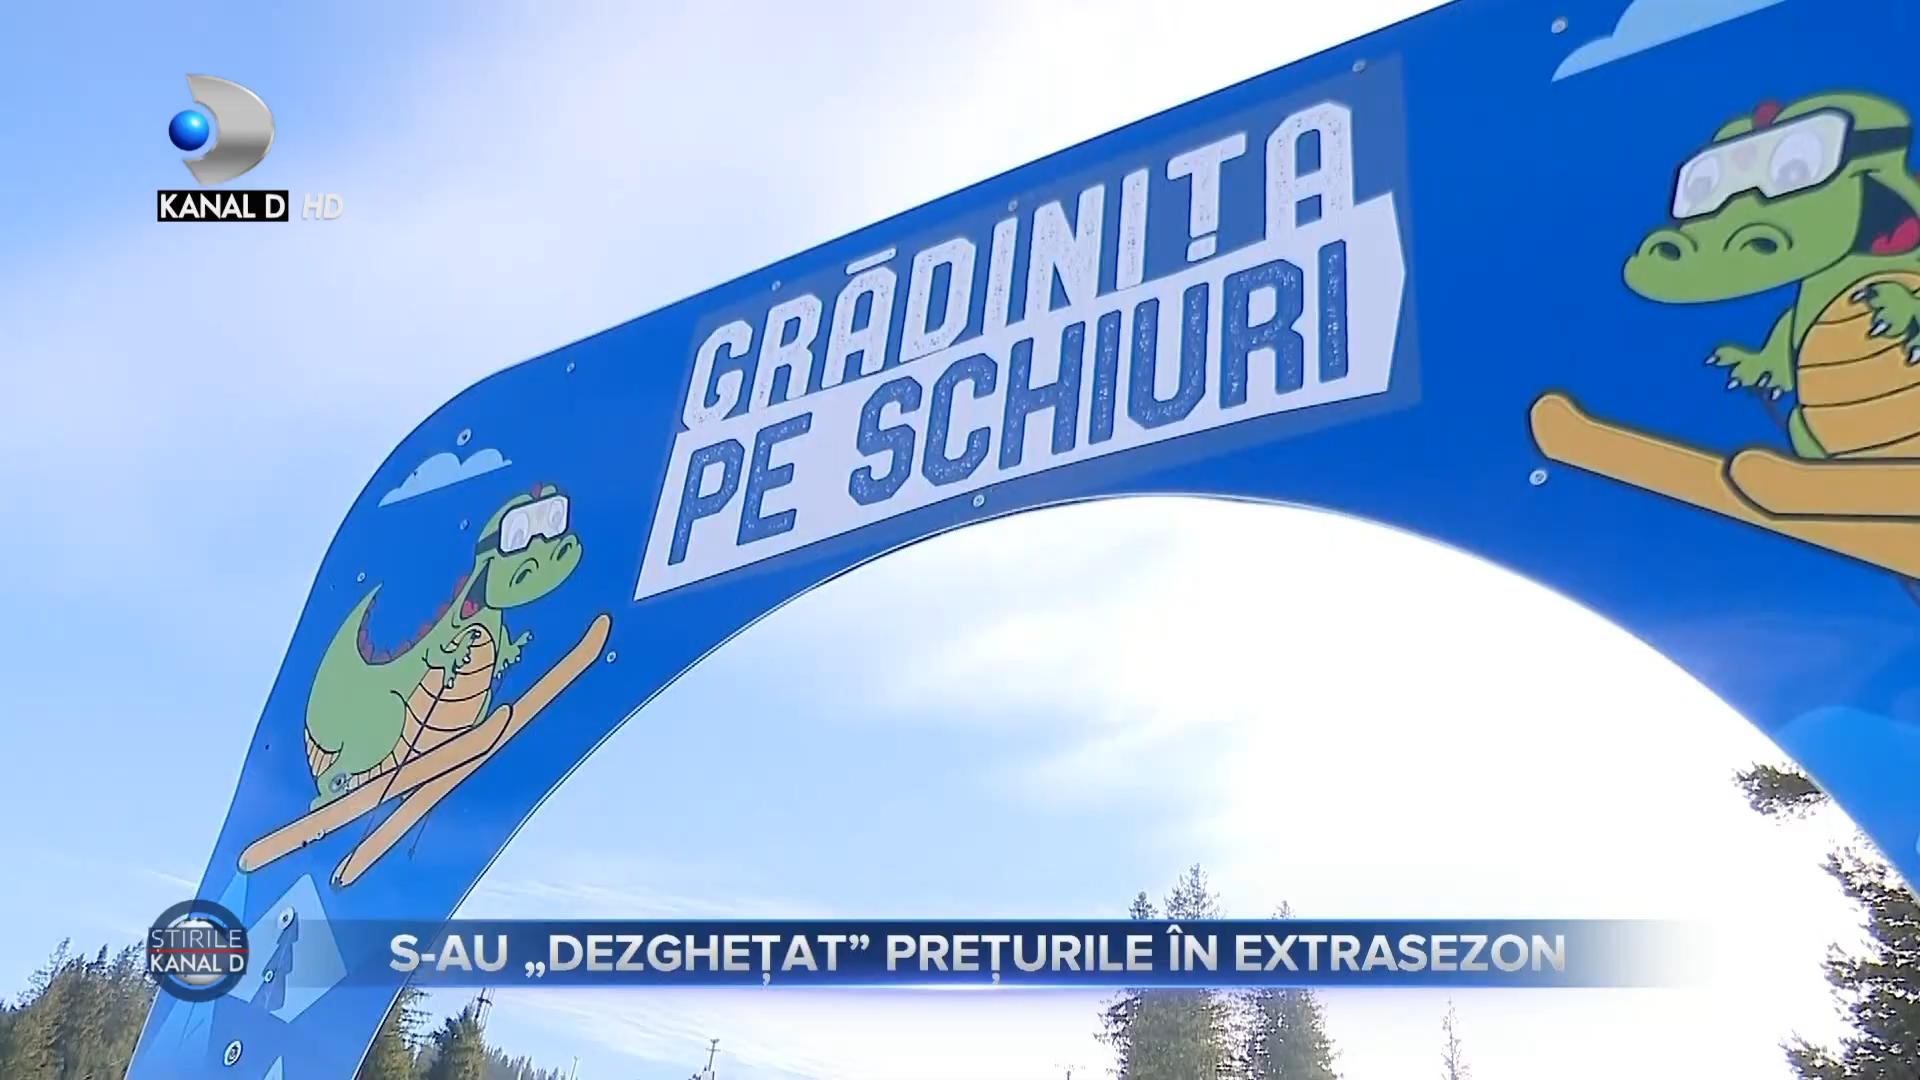 KANAL D HD
GRĂDINIȚA
PE SCHIURI
ȘTIRILE
KANAL D
S-AU „DEZGHEȚAT” PREȚURILE ÎN EXTRASEZON